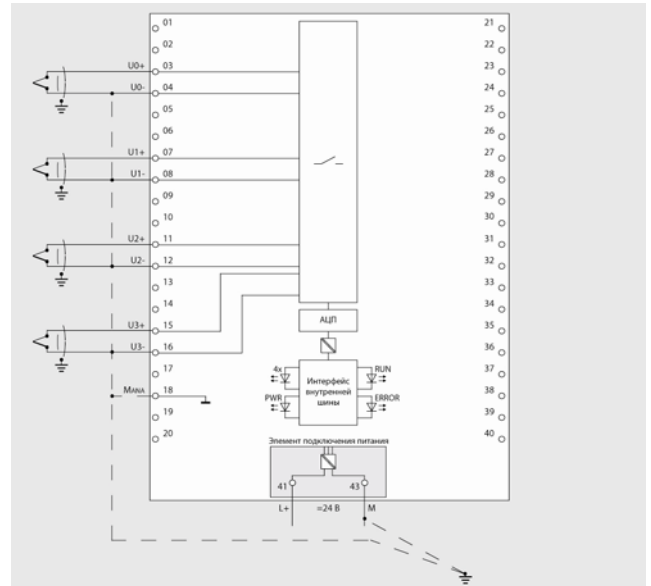 01 21
02 22
U0+ 03 23
U0- 04 24
05 25
06 26
U1+ 07 27
U1- 08 28
09 29
10 30
U2+ 11 31
U2- 12 32
13 33
14 34
U3+ 15 АЦП 35
U3- 16 36
17 4x RUN 37
MANA 18 Интерфейс внутренней шины 38
19 PWR ERROR 39
20 40
Элемент подключения питания
41 43
L+ =24 В M